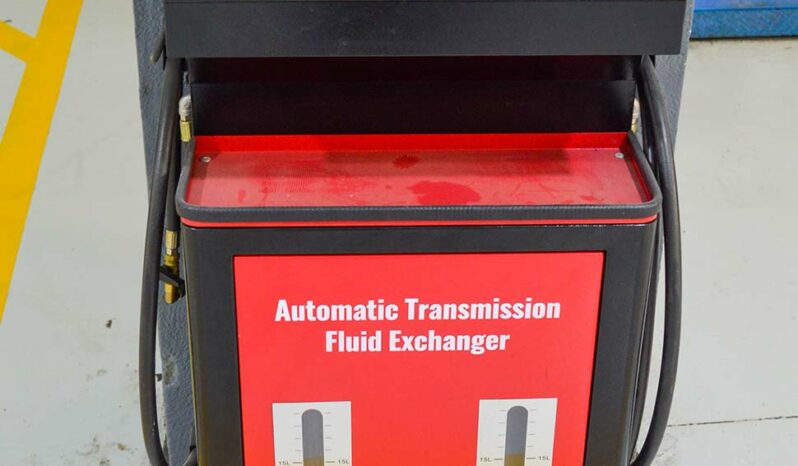 Automatic Transmission
Fluid Exchanger
15L 15L 15L 15L